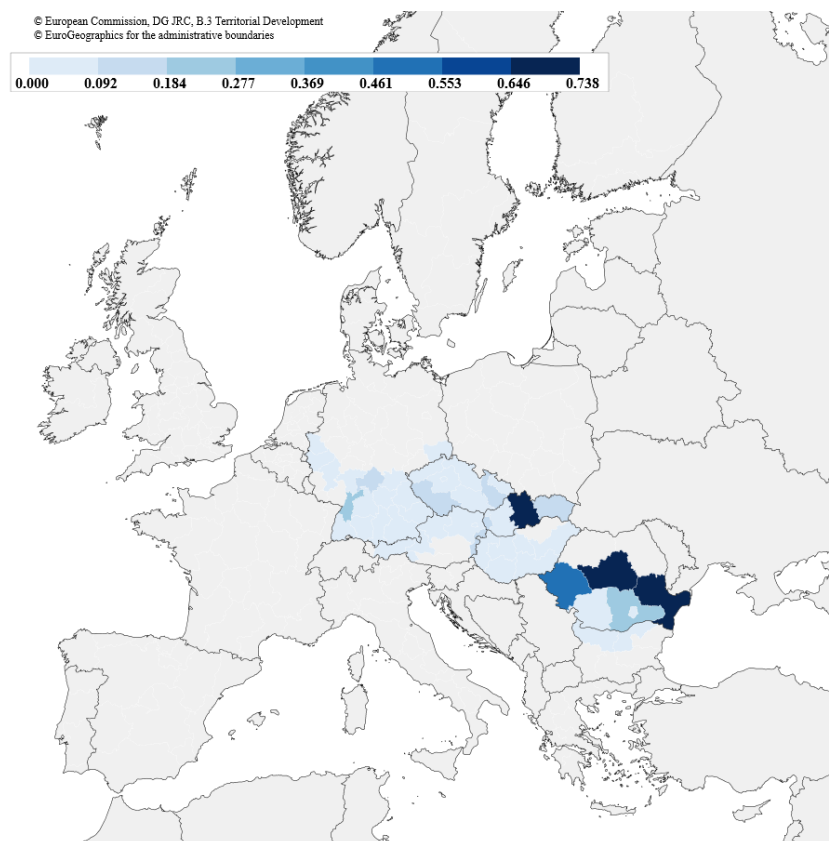 © European Commission, DG JRC, B.3 Territorial Development
© EuroGeographics for the administrative boundaries
0.000 0.092 0.184 0.277 0.369 0.461 0.553 0.646 0.738